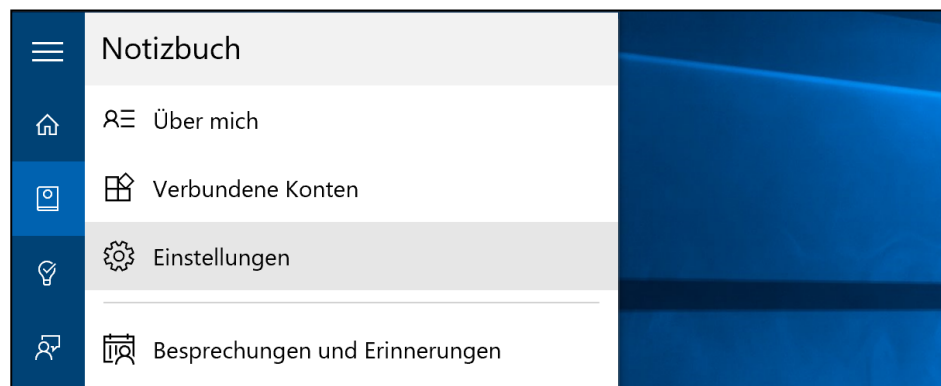 Notizbuch
Über mich
Verbundene Konten
Einstellungen
Besprechungen und Erinnerungen